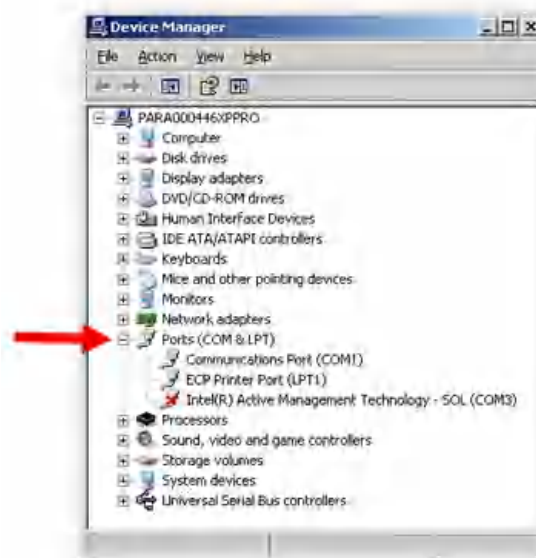 Device Manager
File Action View Help
PARA000446XPPRO
Computer
Disk drives
Display adapters
DVD/CD-ROM drives
Human Interface Devices
IDE ATA/ATAPI controllers
Keyboards
Mice and other pointing devices
Monitors
Network adapters
Ports (COM & LPT)
Communications Port (COM1)
ECP Printer Port (LPT1)
Intel(R) Active Management Technology - SOL (COM3)
Processors
Sound, video and game controllers
Storage volumes
System devices
Universal Serial Bus controllers